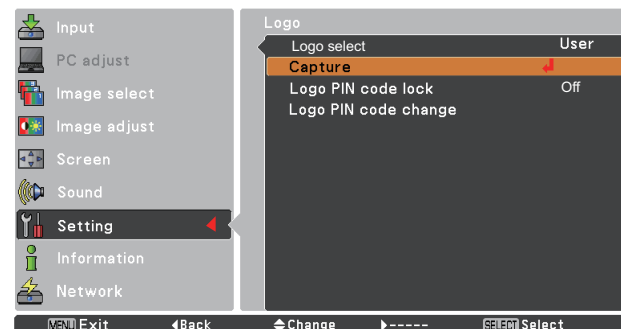 Input
PC adjust
Image select
Image adjust
Screen
Sound
Setting
Information
Network
Logo
Logo select User
Capture
Logo PIN code lock Off
Logo PIN code change
MENU Exit Back Change ----- SELECT Select